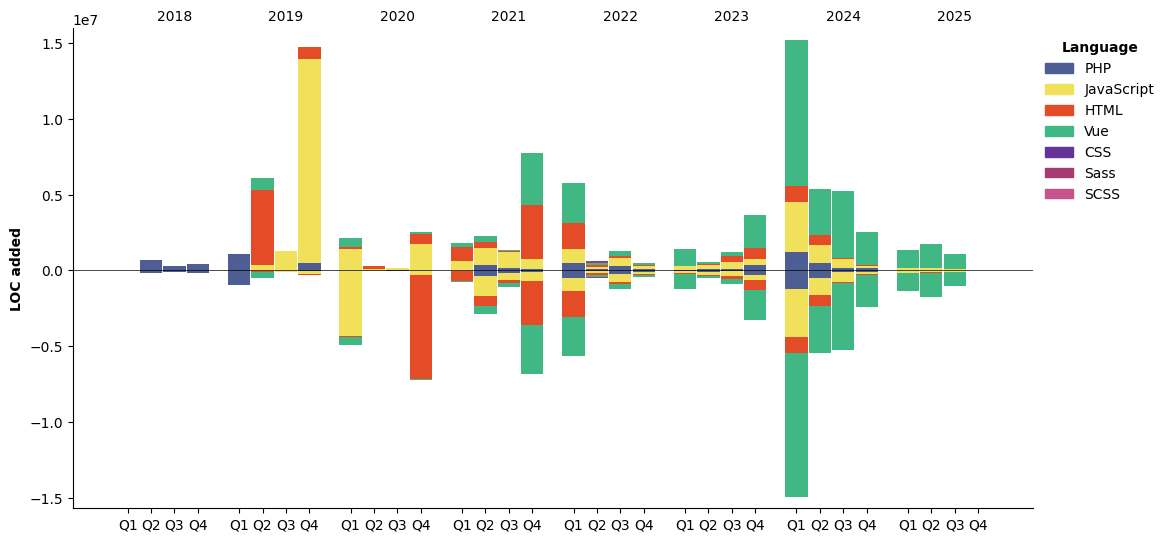 1e7
2018 2019 2020 2021 2022 2023 2024 2025
1.5
1.0
0.5
0.0
−0.5
−1.0
−1.5
LOC added
Q1 Q2 Q3 Q4 Q1 Q2 Q3 Q4 Q1 Q2 Q3 Q4 Q1 Q2 Q3 Q4 Q1 Q2 Q3 Q4 Q1 Q2 Q3 Q4 Q1 Q2 Q3 Q4 Q1 Q2 Q3 Q4
Language
PHP
JavaScript
HTML
Vue
CSS
Sass
SCSS